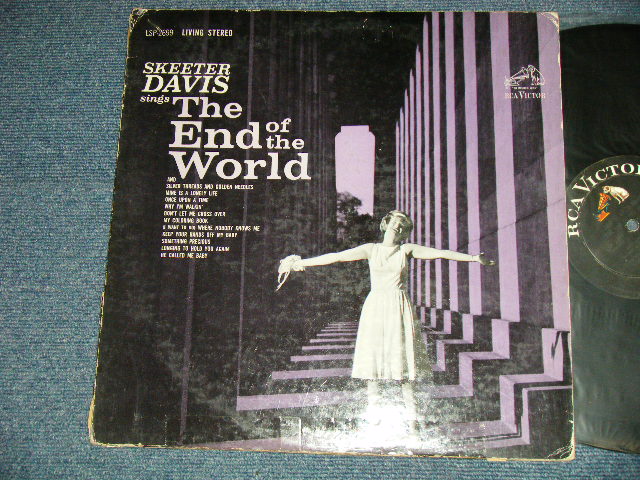 LSP-2699 LIVING STEREO
SKEETER
DAVIS
sings The
End of the
World
AND
SILVER THREADS AND GOLDEN NEEDLES
MINE IS A LONELY LIFE
ONCE UPON A TIME
WHY I'M WALKIN'
DON'T LET ME CROSS OVER
MY COLORING BOOK
(I WANT TO GO) WHERE NOBODY KNOWS ME
KEEP YOUR HANDS OFF MY BABY
SOMETHING PRECIOUS
LONGING TO HOLD YOU AGAIN
HE CALLED ME BABY
RCA VICTOR
RCA VICTOR